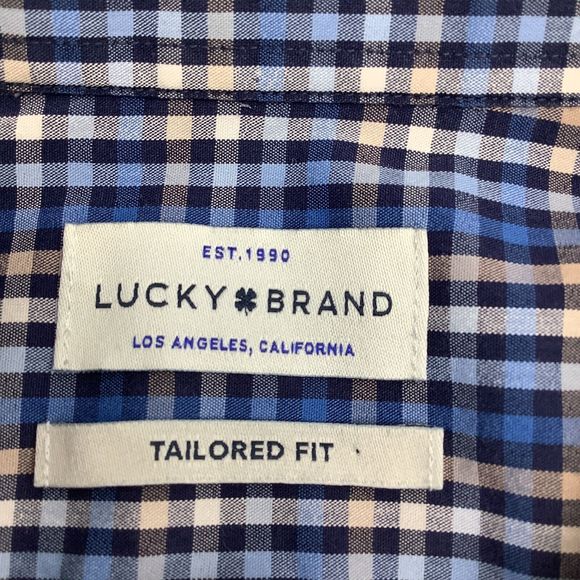 EST.1990
LUCKY BRAND
LOS ANGELES, CALIFORNIA
TAILORED FIT